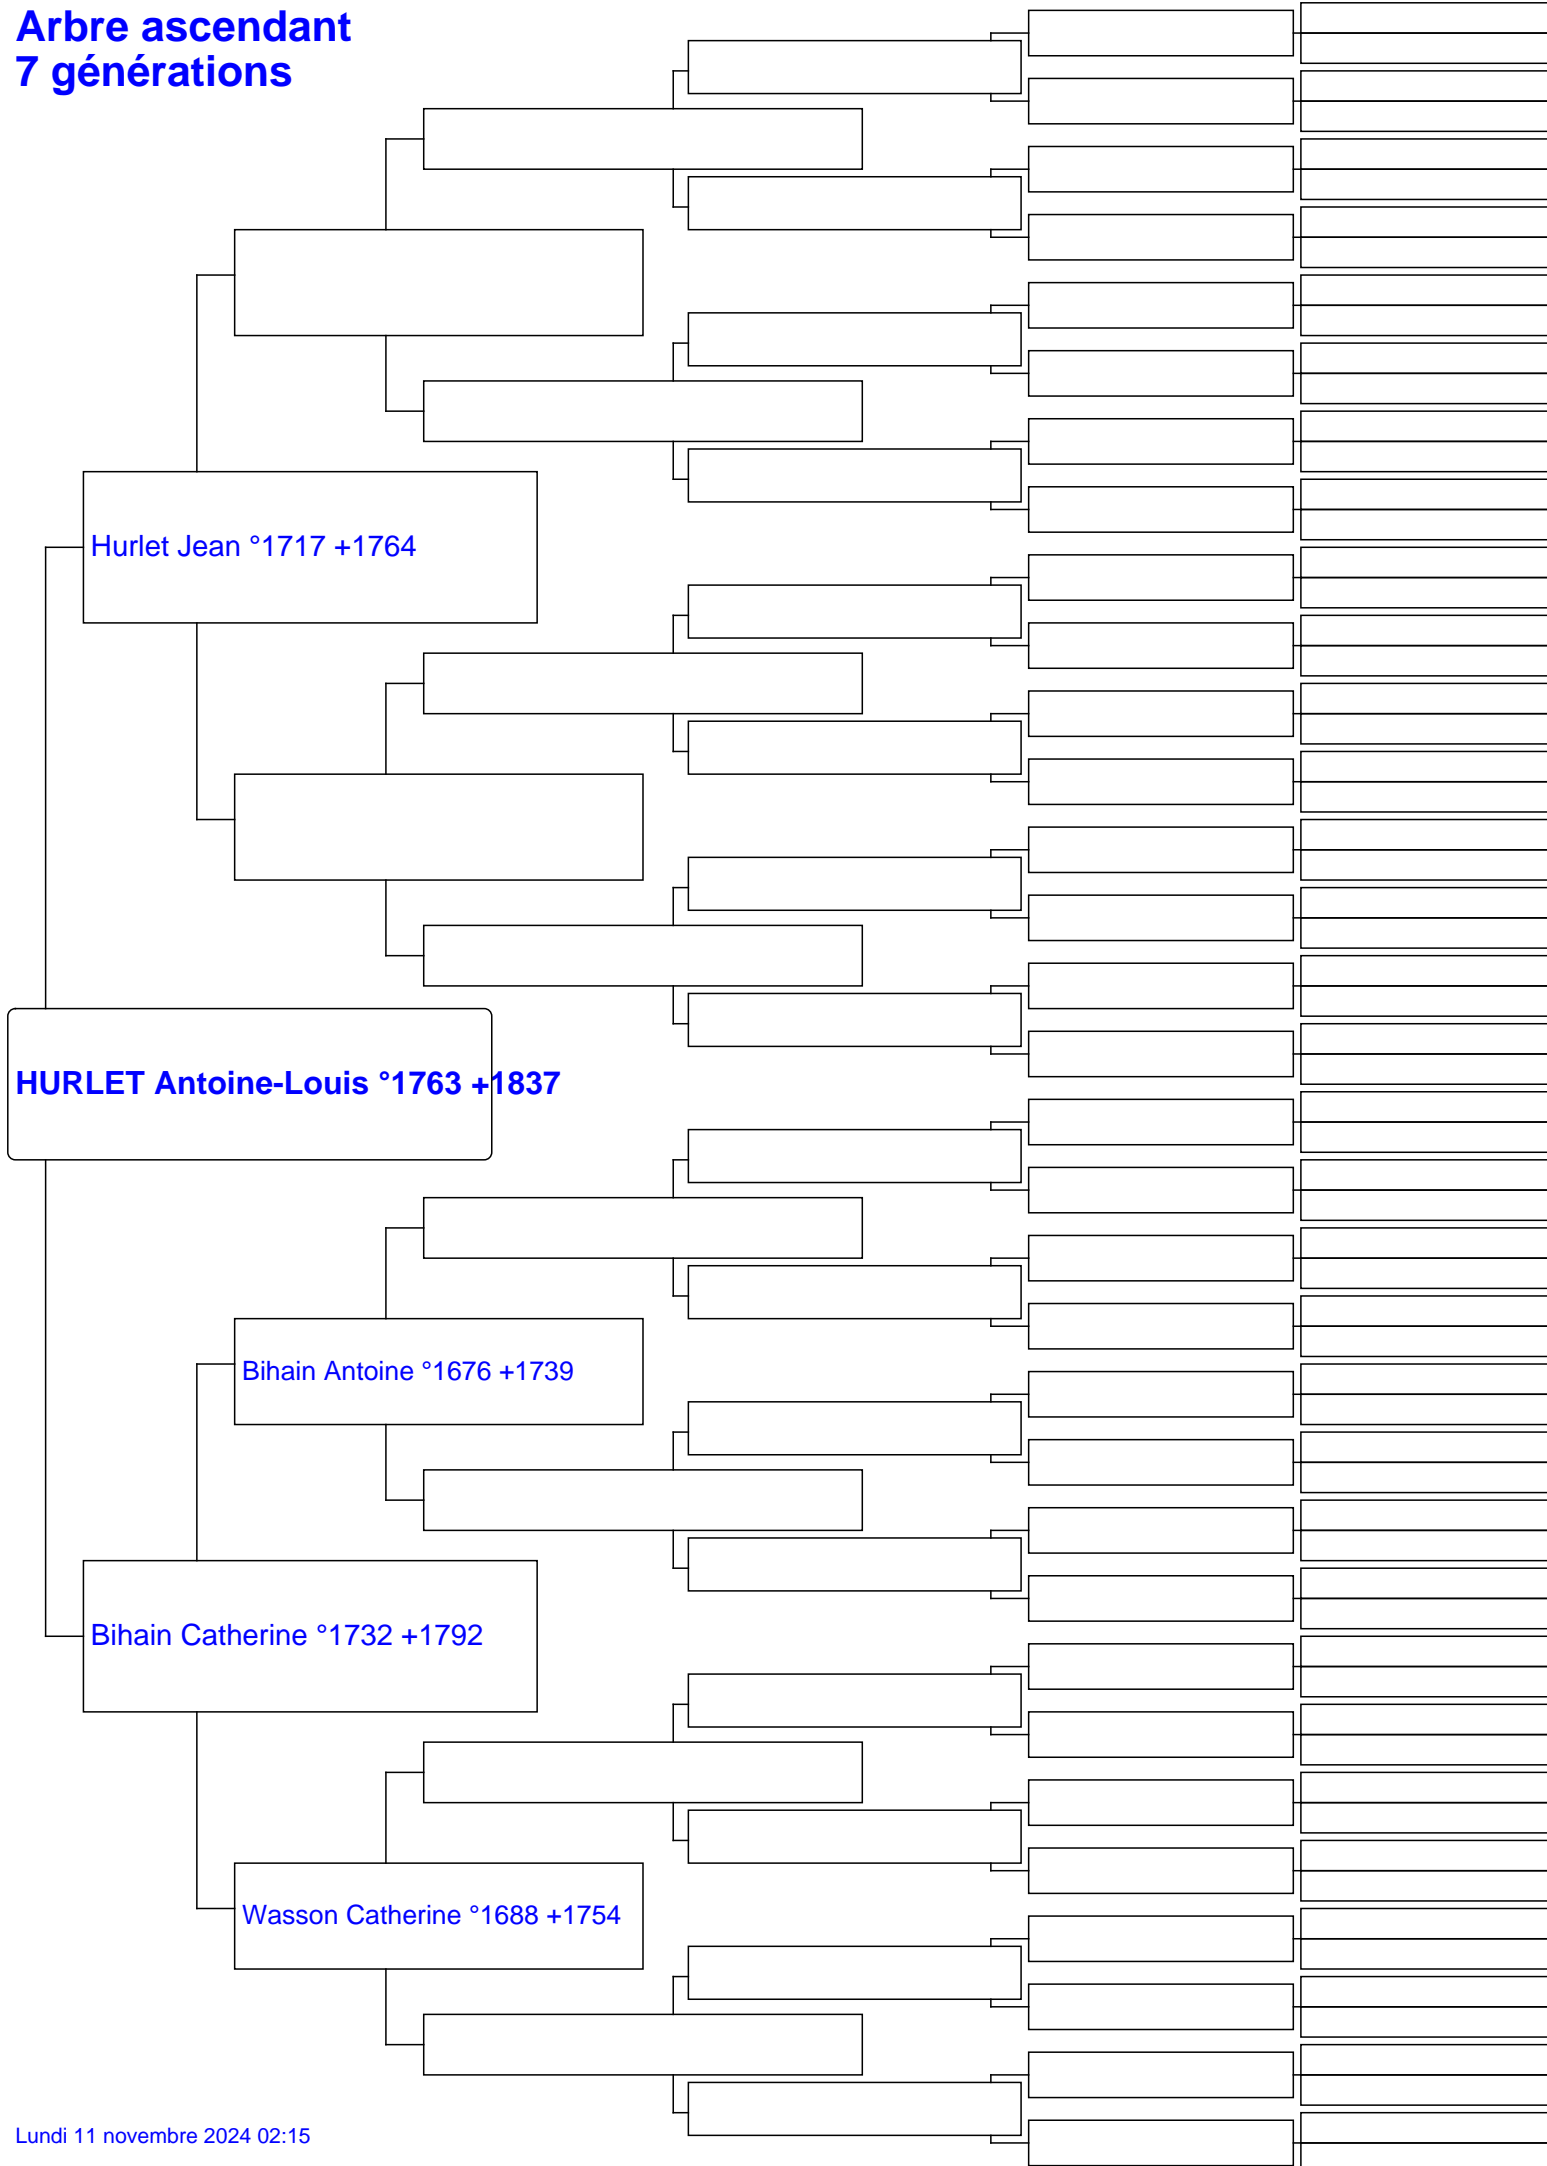 Arbre ascendant
7 générations
Hurlet Jean °1717 +1764
HURLET Antoine-Louis °1763 +1837
Bihain Antoine °1676 +1739
Bihain Catherine °1732 +1792
Wasson Catherine °1688 +1754
Lundi 11 novembre 2024 02:15